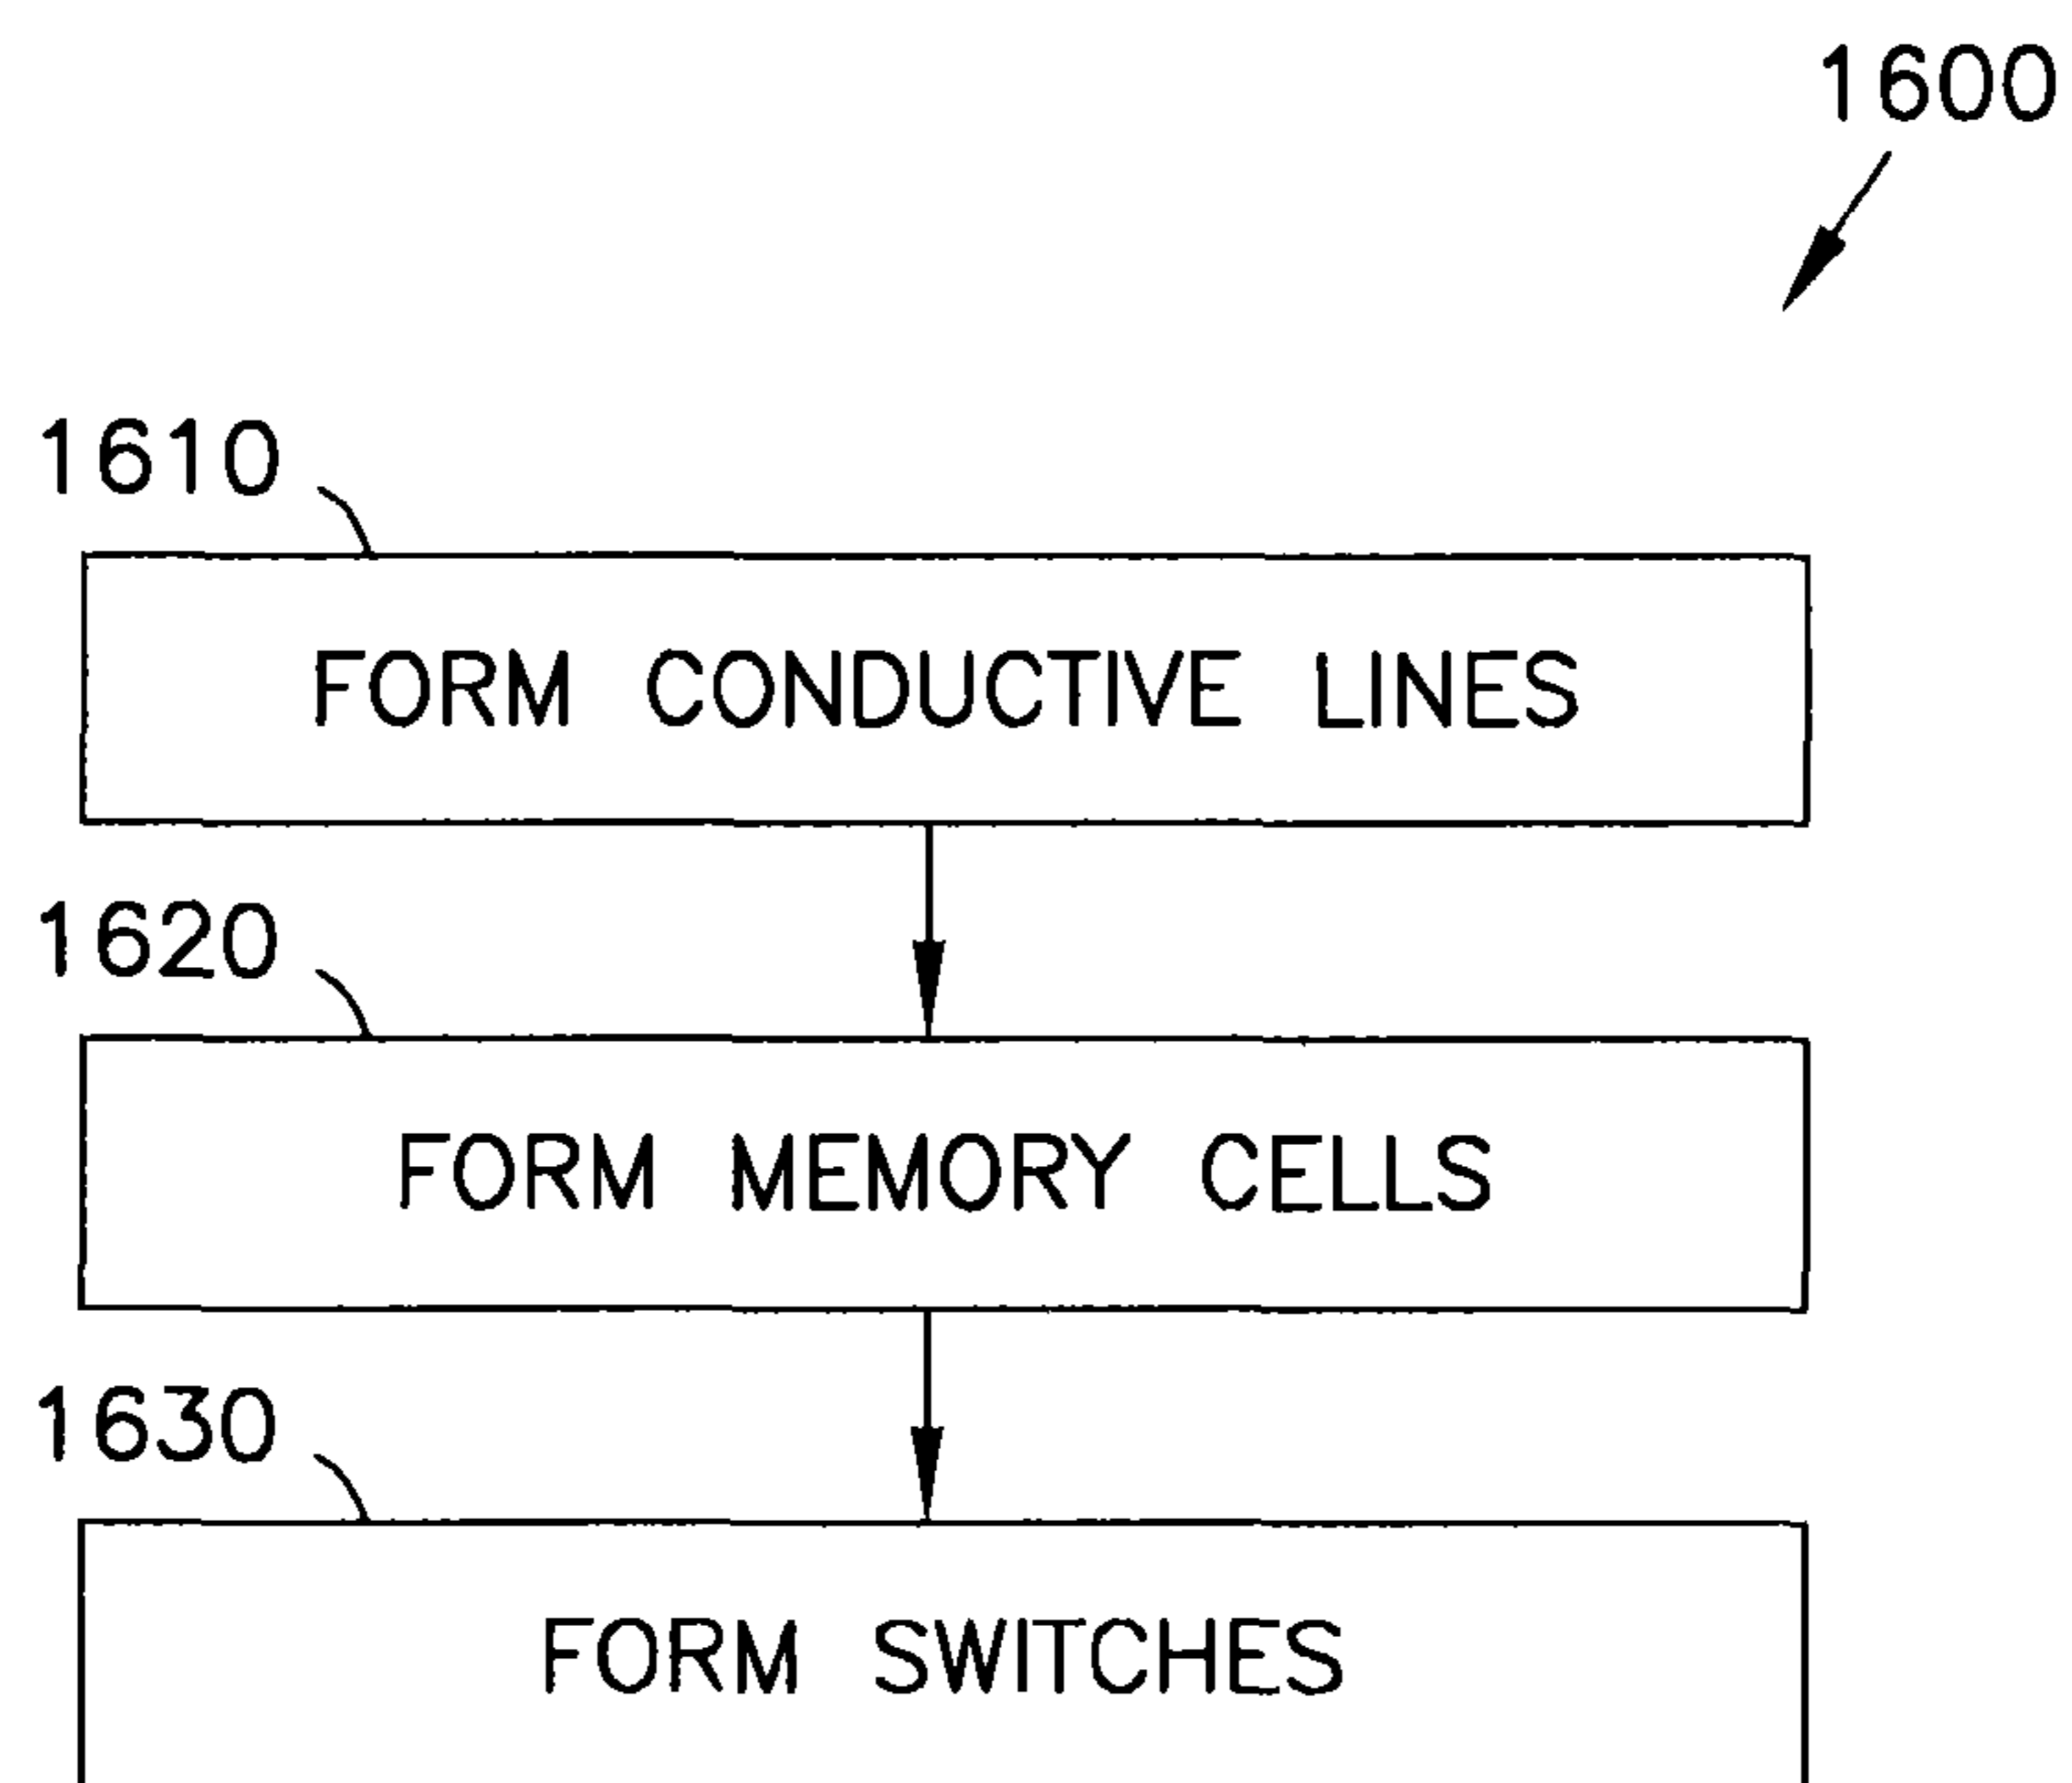 1600
1610
FORM CONDUCTIVE LINES
1620
FORM MEMORY CELLS
1630
FORM SWITCHES